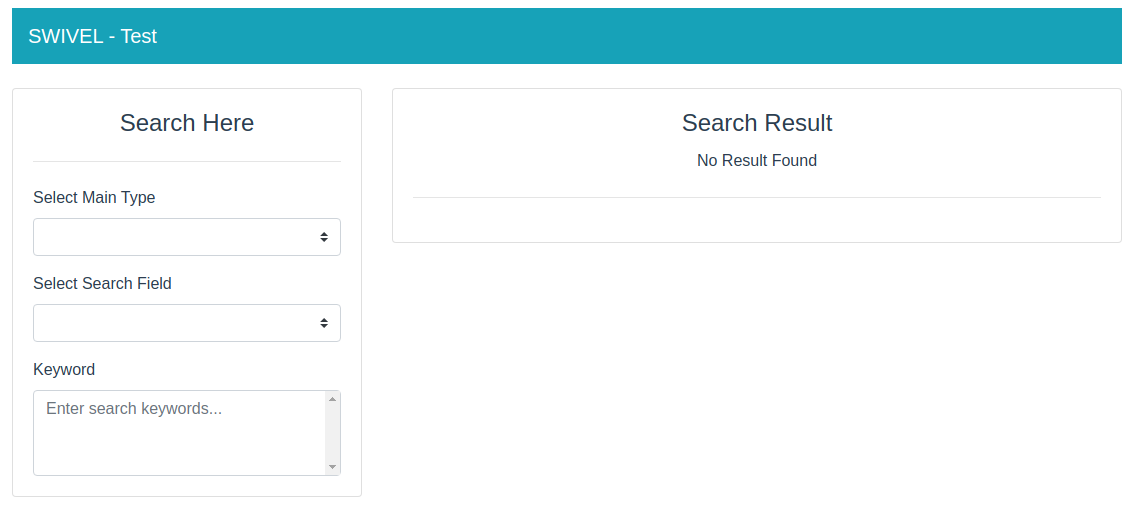 SWIVEL - Test
Search Here
Select Main Type
Select Search Field
Keyword
Enter search keywords...
Search Result
No Result Found